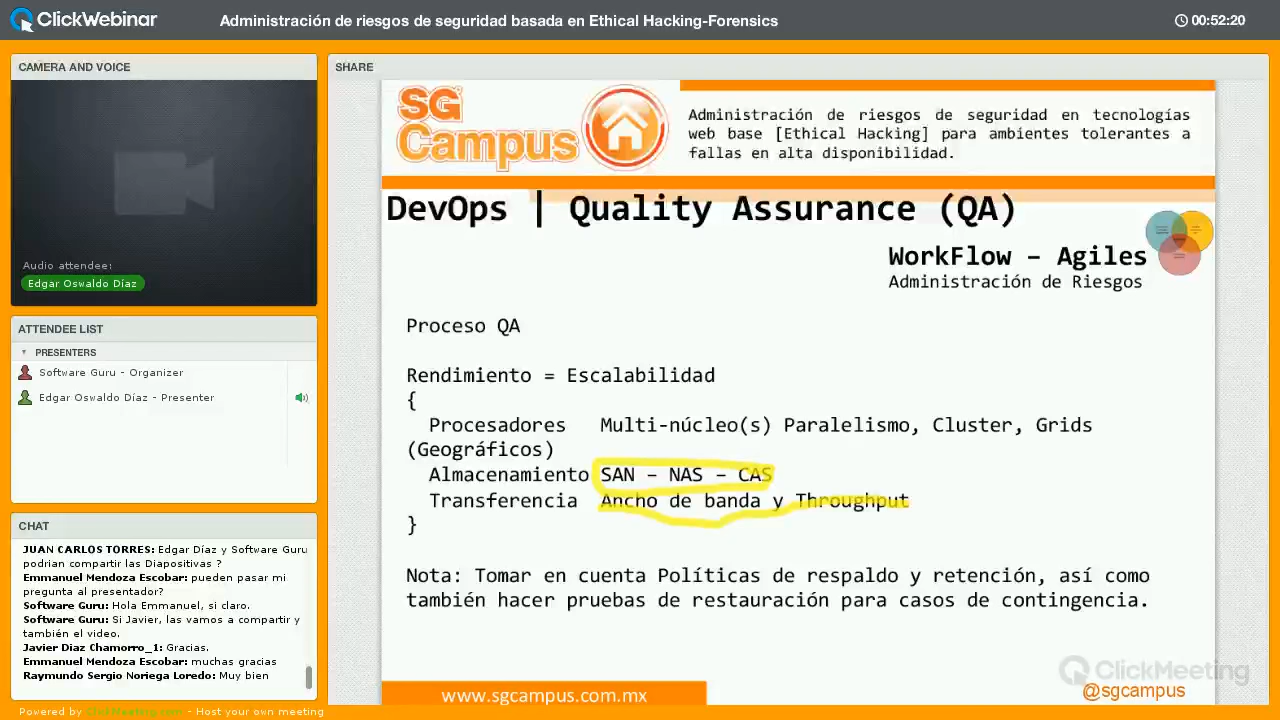 ClickWebinar
Administración de riesgos de seguridad basada en Ethical Hacking-Forensics
00:52:20
CAMERA AND VOICE
Audio attendee:
Edgar Oswaldo Díaz
ATTENDEE LIST
PRESENTERS
Software Guru - Organizer
Edgar Oswaldo Díaz - Presenter
CHAT
JUAN CARLOS TORRES: Edgar Díaz y Software Guru
podrian compartir las Diapositivas ?
Emmanuel Mendoza Escobar: pueden pasar mi
pregunta al presentador?
Software Guru: Hola Emmanuel, si claro.
Software Guru: Si Javier, las vamos a compartir y
también el video.
Javier Diaz Chamorro_1: Gracias.
Emmanuel Mendoza Escobar: muchas gracias
Raymundo Sergio Noriega Loredo: Muy bien
Powered by ClickMeeting.com - Host your own meeting
SHARE
SG
Campus
Administración de riesgos de seguridad en tecnologías
web base [Ethical Hacking] para ambientes tolerantes a
fallas en alta disponibilidad.
DevOps | Quality Assurance (QA)
WorkFlow – Agiles
Administración de Riesgos
Proceso QA
Rendimiento = Escalabilidad
{
Procesadores Multi-núcleo(s) Paralelismo, Cluster, Grids
(Geográficos)
Almacenamiento SAN – NAS – CAS
Transferencia Ancho de banda y Throughput
}
Nota: Tomar en cuenta Políticas de respaldo y retención, así como
también hacer pruebas de restauración para casos de contingencia.
ClickMeeting
www.sgcampus.com.mx
@sgcampus